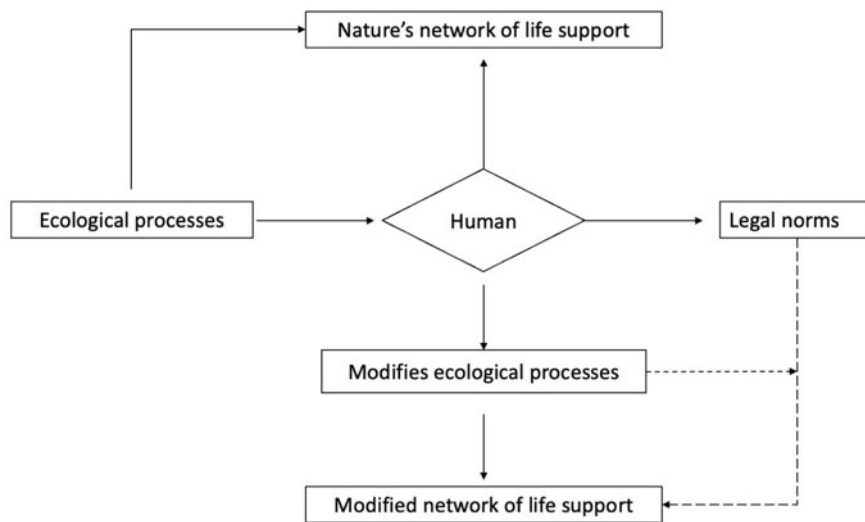 Nature’s network of life support
Ecological processes
Human
Legal norms
Modifies ecological processes
Modified network of life support